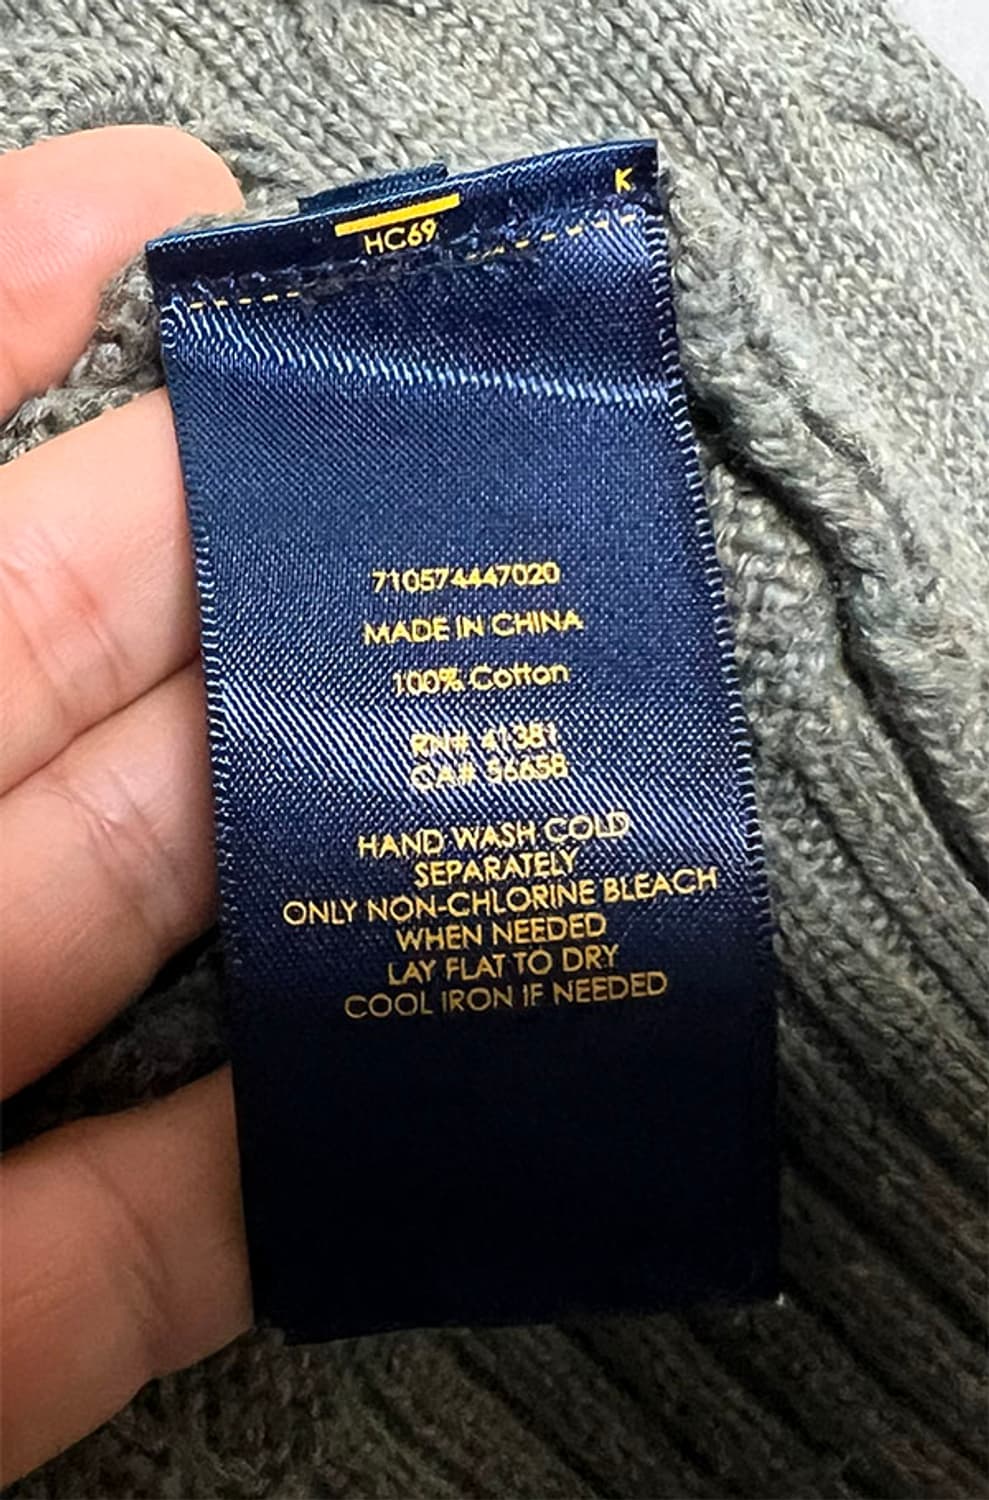 K
HC69
710574447020
MADE IN CHINA
100% Cotton
RN# 41381
CA# 56658
HAND WASH COLD
SEPARATELY
ONLY NON-CHLORINE BLEACH
WHEN NEEDED
LAY FLAT TO DRY
COOL IRON IF NEEDED